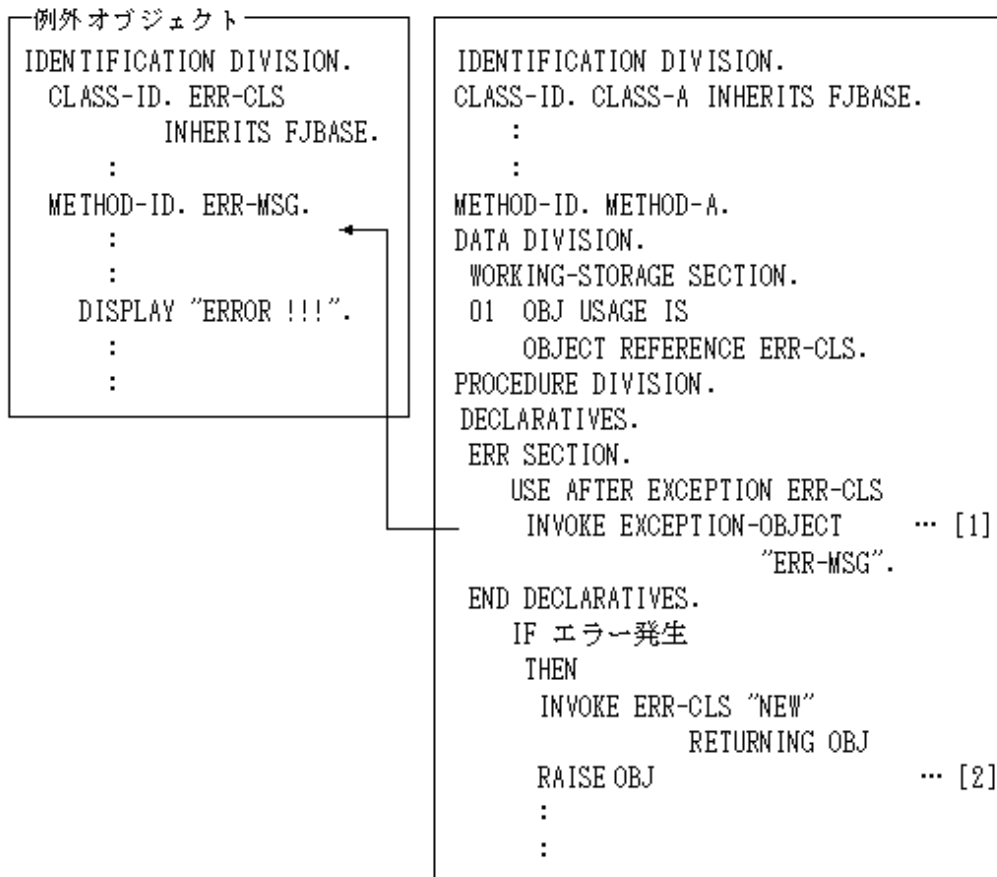 例外オブジェクト
IDENTIFICATION DIVISION.
CLASS-ID. ERR-CLS
INHERITS FJBASE.
:
METHOD-ID. ERR-MSG.
:
:
DISPLAY "ERROR !!!".
:
:
IDENTIFICATION DIVISION.
CLASS-ID. CLASS-A INHERITS FJBASE.
:
:
METHOD-ID. METHOD-A.
DATA DIVISION.
WORKING-STORAGE SECTION.
01 OBJ USAGE IS
OBJECT REFERENCE ERR-CLS.
PROCEDURE DIVISION.
DECLARATIVES.
ERR SECTION.
USE AFTER EXCEPTION ERR-CLS
INVOKE EXCEPTION-OBJECT … [1]
"ERR-MSG".
END DECLARATIVES.
IF エラー発生
THEN
INVOKE ERR-CLS "NEW"
RETURNING OBJ
RAISE OBJ … [2]
:
: